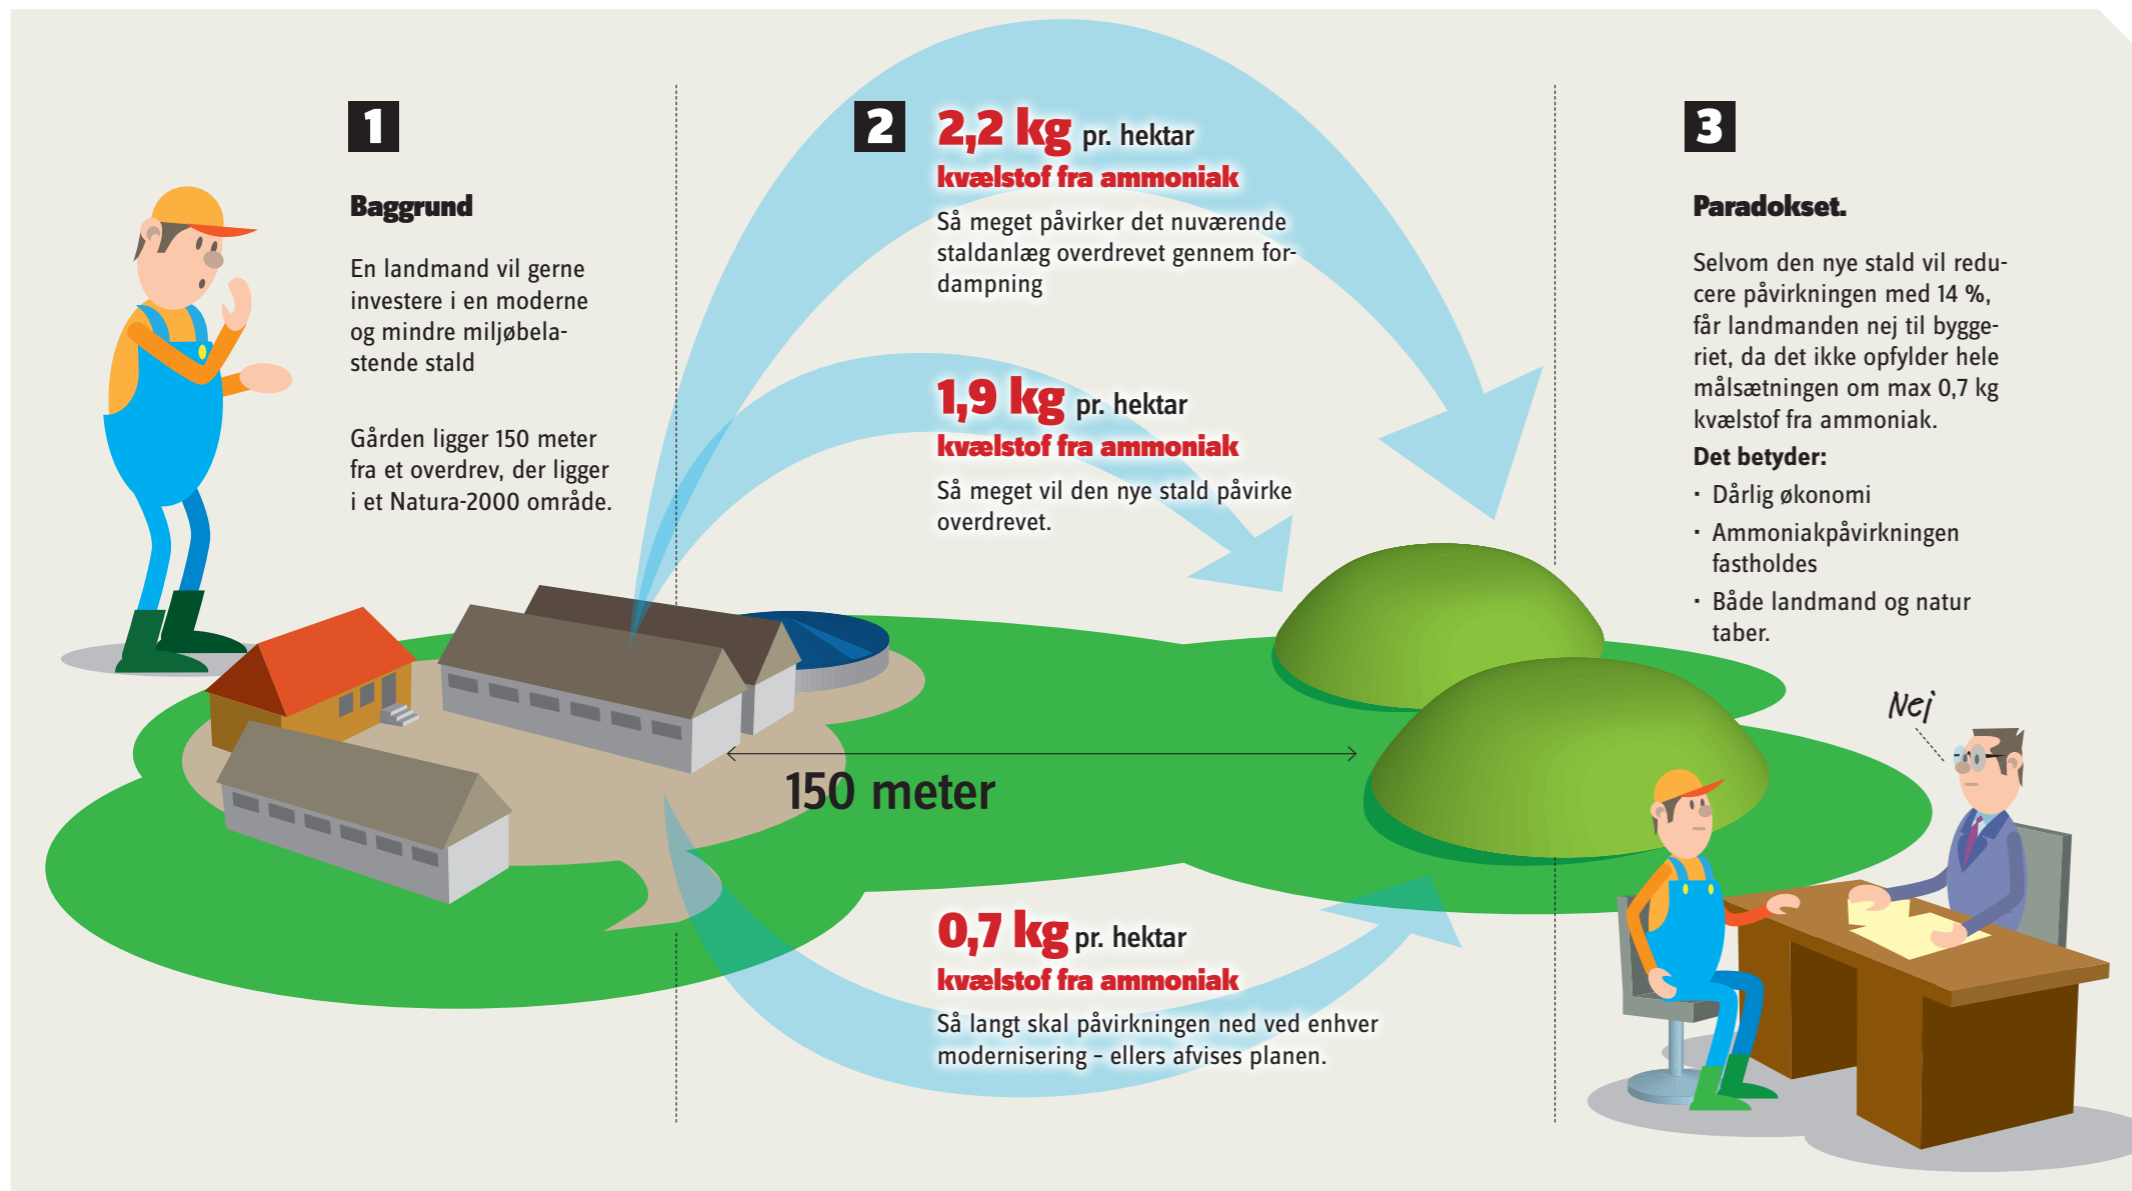 1
Baggrund
En landmand vil gerne
investere i en moderne
og mindre miljøbela-
stende stald
Gården ligger 150 meter
fra et overdrev, der ligger
i et Natura-2000 område.
2
2,2 kg pr. hektar
kvælstof fra ammoniak
Så meget påvirker det nuværende
staldanlæg overdrevet gennem for-
dampning
1,9 kg pr. hektar
kvælstof fra ammoniak
Så meget vil den nye stald påvirke
overdrevet.
150 meter
0,7 kg pr. hektar
kvælstof fra ammoniak
Så langt skal påvirkningen ned ved enhver
modernisering – ellers afvises planen.
3
Paradokset.
Selvom den nye stald vil redu-
cere påvirkningen med 14 %,
får landmanden nej til bygge-
riet, da det ikke opfylder hele
målsætningen om max 0,7 kg
kvælstof fra ammoniak.
Det betyder:
· Dårlig økonomi
· Ammoniakpåvirkningen
fastholdes
· Både landmand og natur
taber.
Nej